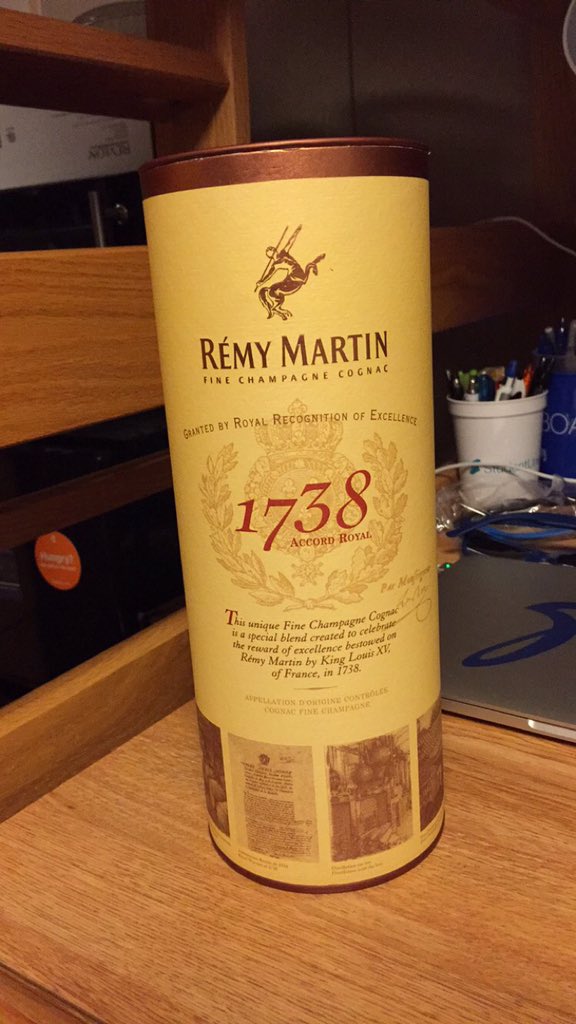 REVLON
RÉMY MARTIN
FINE CHAMPAGNE COGNAC
GRANTED BY ROYAL RECOGNITION OF EXCELLENCE
1738
ACCORD ROYAL
Hungry?
This unique Fine Champagne Cognac
is a special blend created to celebrate
the reward of excellence bestowed on
Rémy Martin by King Louis XV,
of France, in 1738.
APPELLATION D'ORIGINE CONTRÔLÉE
COGNAC FINE CHAMPAGNE